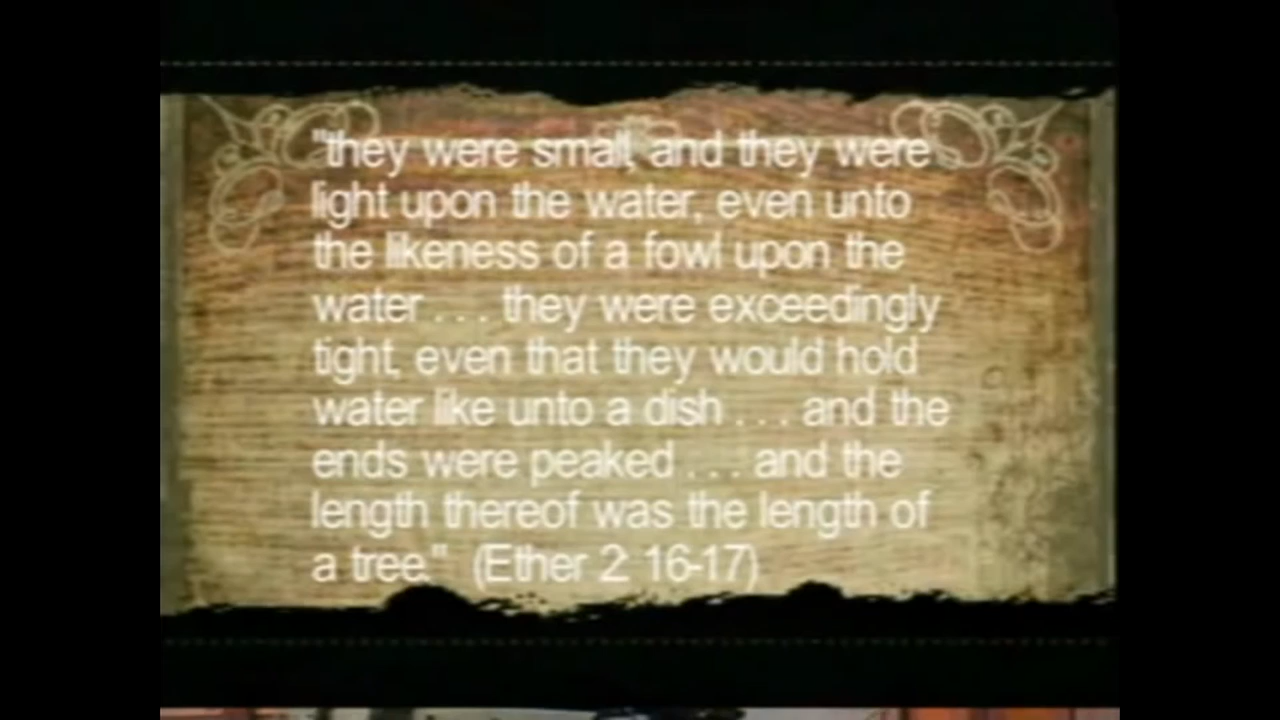 "they were small, and they were
light upon the water, even unto
the likeness of a fowl upon the
water . . . they were exceedingly
tight, even that they would hold
water like unto a dish . . . and the
ends were peaked . . . and the
length thereof was the length of
a tree." (Ether 2 16-17)